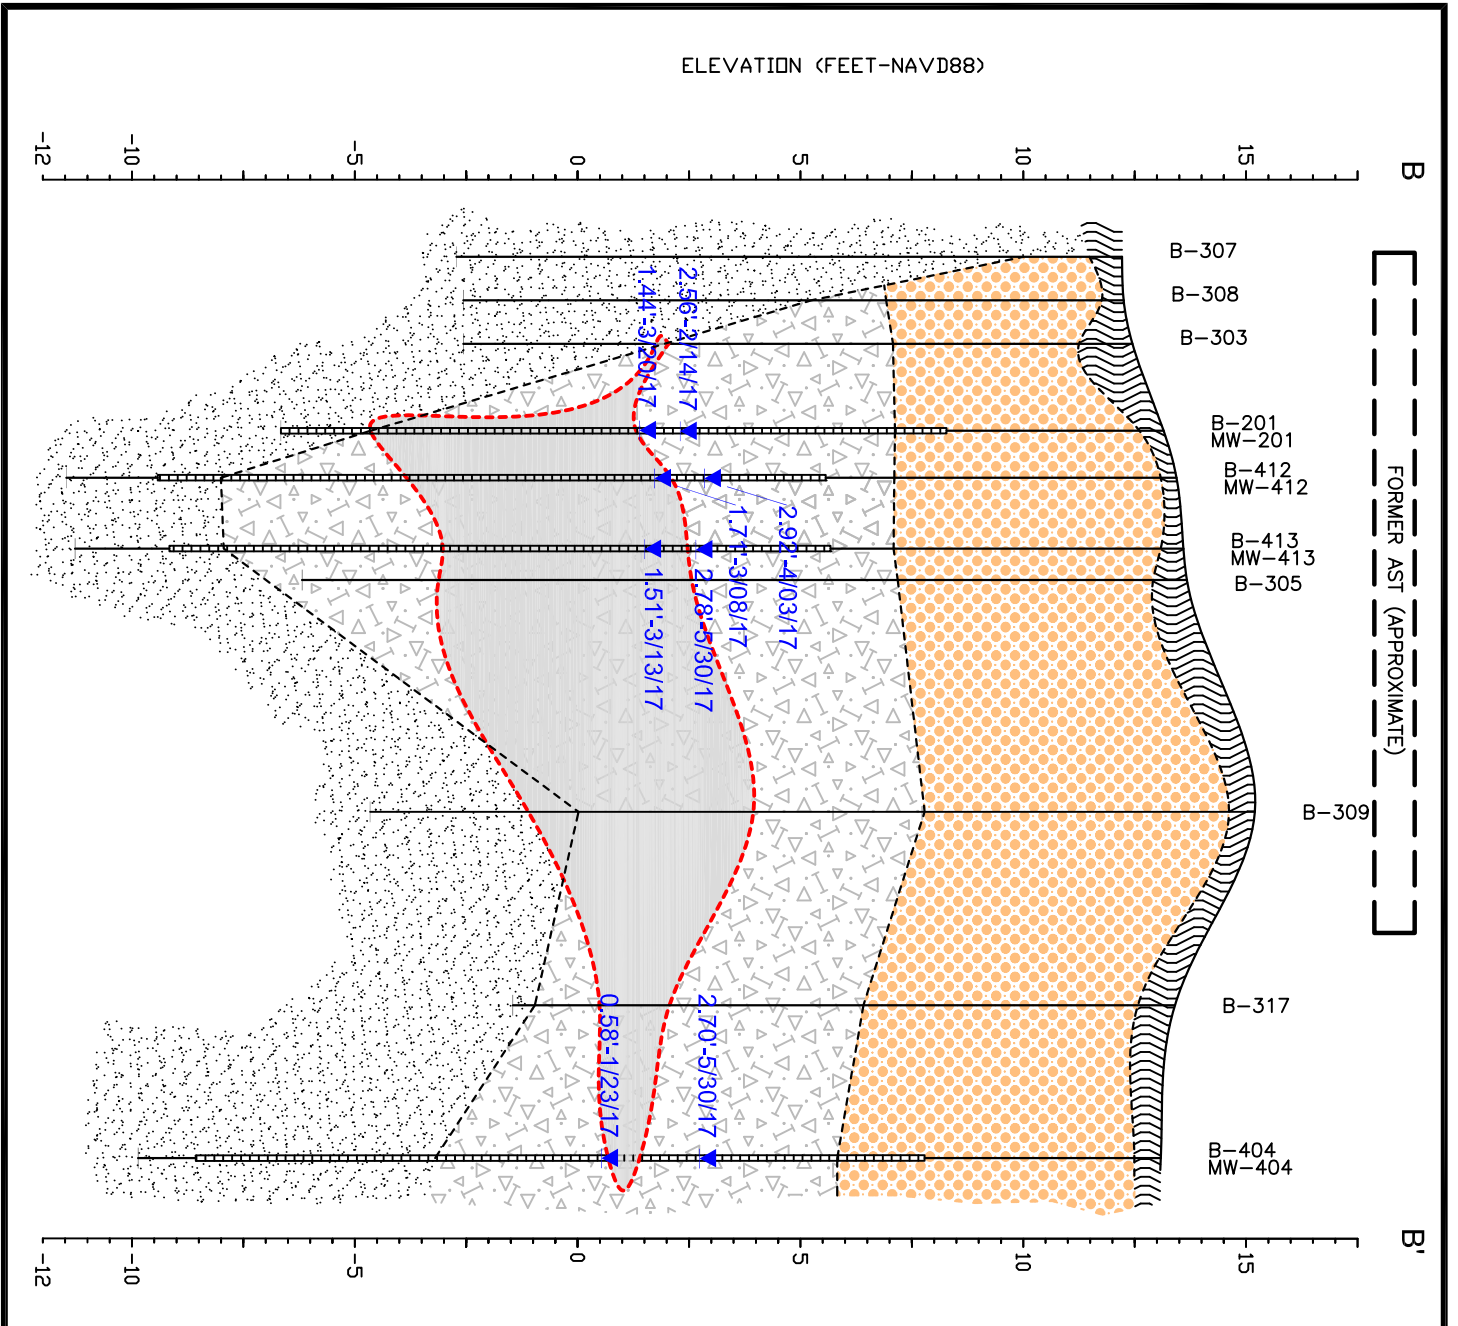 ELEVATION (FEET-NAVD88)
B
-12
-10
-5
0
5
10
15
B-307
B-308
B-303
B-201
MW-201
B-412
MW-412
B-413
MW-413
B-305
B-309
B-317
B-404
MW-404
FORMER AST (APPROXIMATE)
2.56'-2/14/17
1.44'-3/20/17
2.92'-4/03/17
1.71'-3/08/17
2.78'-5/30/17
1.51'-3/13/17
2.70'-5/30/17
0.58'-1/23/17
B'
-12
-10
-5
0
5
10
15